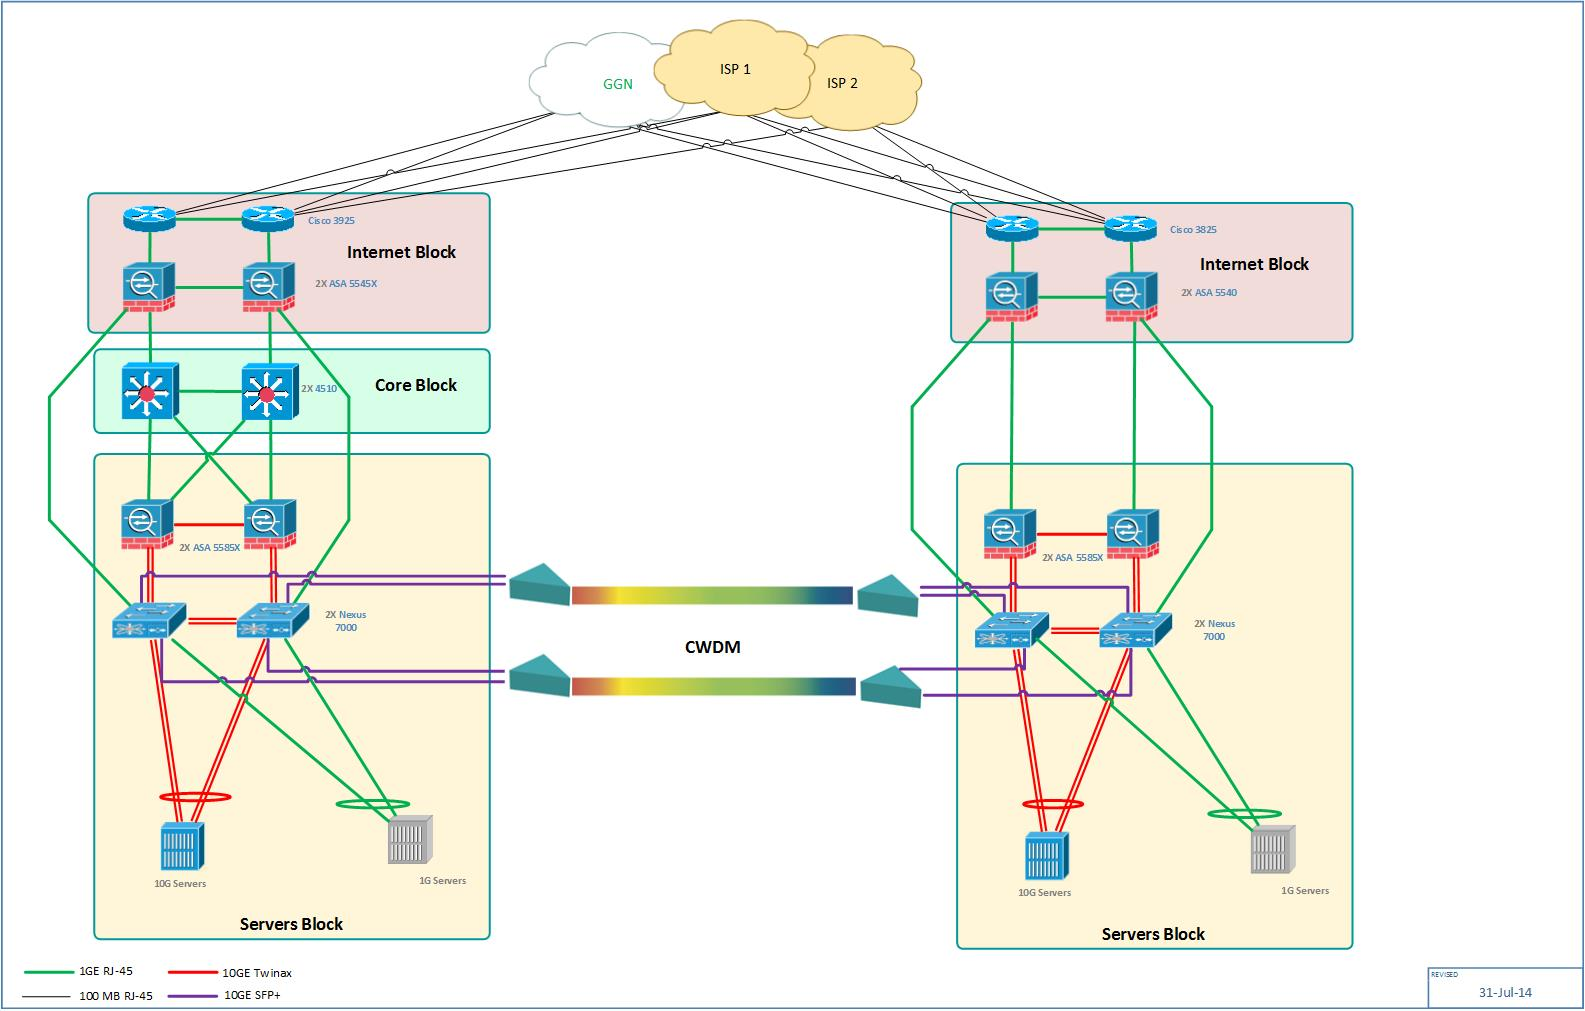 GGN
ISP 1
ISP 2
Cisco 3925
Internet Block
2X ASA 5545X
Cisco 3825
Internet Block
2X ASA 5540
2X 4510
Core Block
2X ASA 5585X
2X Nexus
7000
CWDM
2X ASA 5585X
2X Nexus
7000
10G Servers
1G Servers
Servers Block
10G Servers
1G Servers
Servers Block
1GE RJ-45
10GE Twinax
100 MB RJ-45
10GE SFP+
REVISED
31-Jul-14